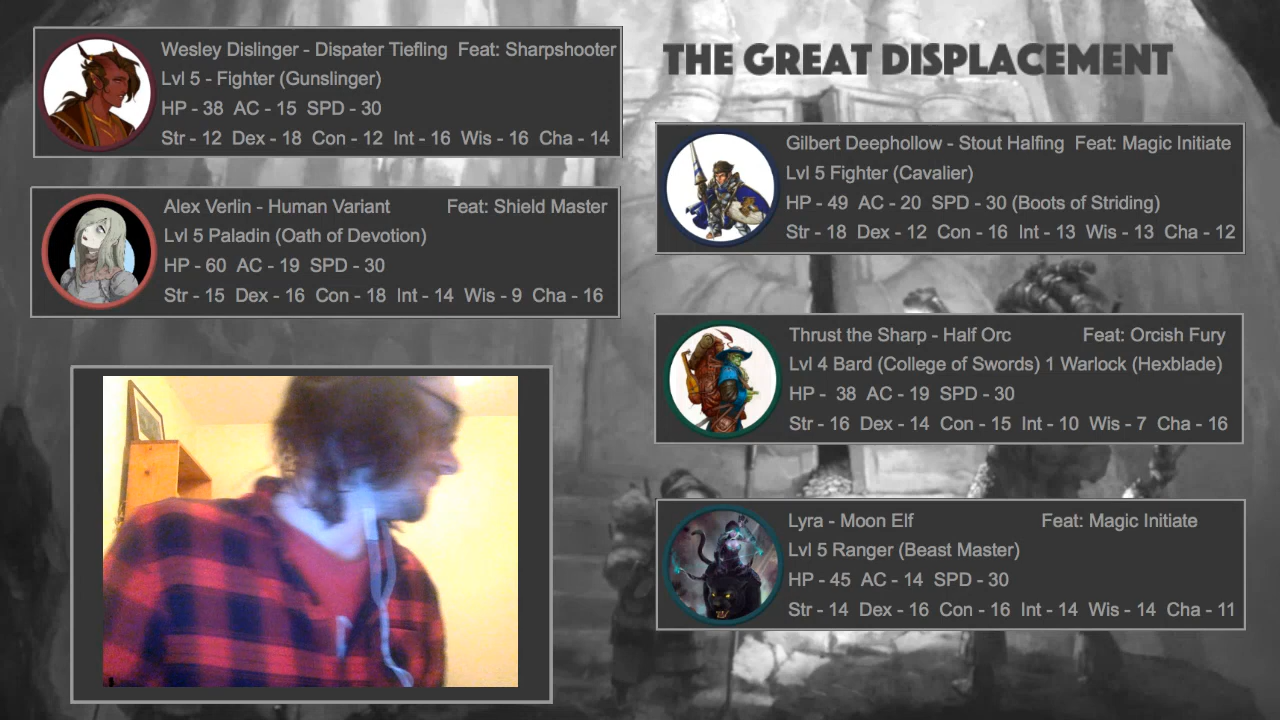 Wesley Dislinger - Dispater Tiefling Feat: Sharpshooter
Lvl 5 - Fighter (Gunslinger)
HP - 38 AC - 15 SPD - 30
Str - 12 Dex - 18 Con - 12 Int - 16 Wis - 16 Cha - 14
Alex Verlin - Human Variant Feat: Shield Master
Lvl 5 Paladin (Oath of Devotion)
HP - 60 AC - 19 SPD - 30
Str - 15 Dex - 16 Con - 18 Int - 14 Wis - 9 Cha - 16
THE GREAT DISPLACEMENT
Gilbert Deephollow - Stout Halfing Feat: Magic Initiate
Lvl 5 Fighter (Cavalier)
HP - 49 AC - 20 SPD - 30 (Boots of Striding)
Str - 18 Dex - 12 Con - 16 Int - 13 Wis - 13 Cha - 12
Thrust the Sharp - Half Orc Feat: Orcish Fury
Lvl 4 Bard (College of Swords) 1 Warlock (Hexblade)
HP - 38 AC - 19 SPD - 30
Str - 16 Dex - 14 Con - 15 Int - 10 Wis - 7 Cha - 16
Lyra - Moon Elf Feat: Magic Initiate
Lvl 5 Ranger (Beast Master)
HP - 45 AC - 14 SPD - 30
Str - 14 Dex - 16 Con - 16 Int - 14 Wis - 14 Cha - 11